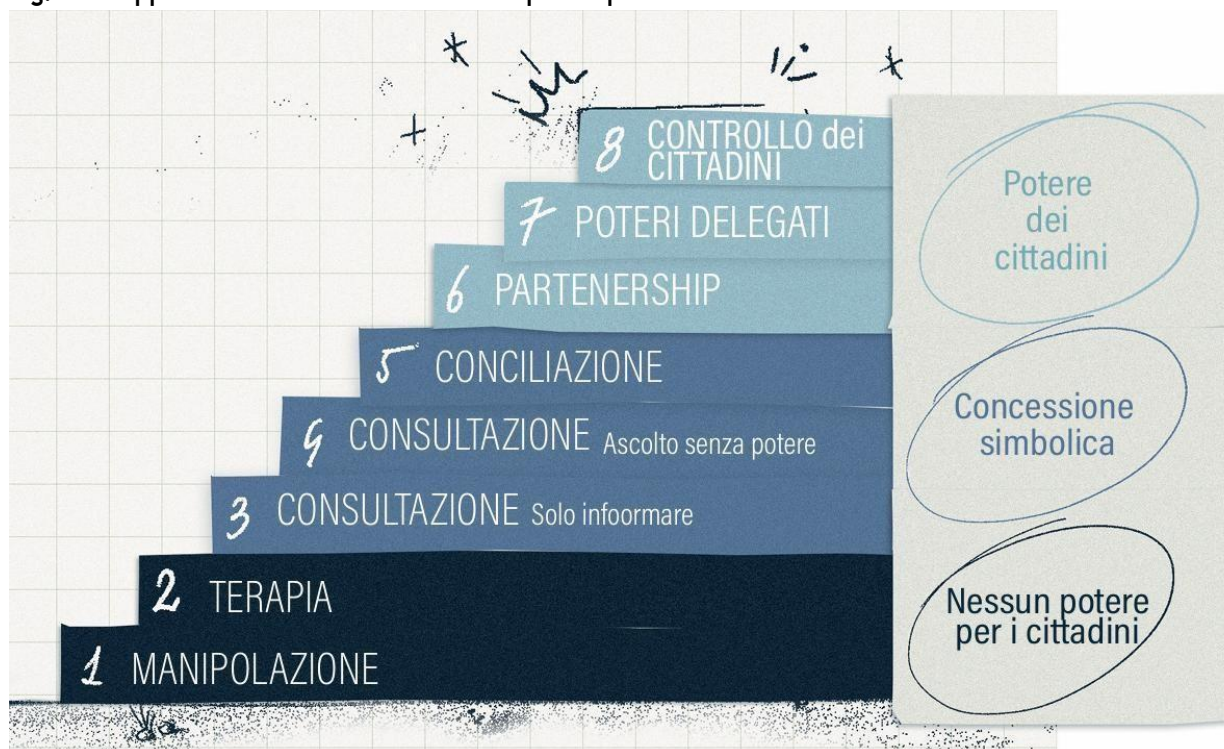 8 CONTROLLO dei
CITTADINI
7 POTERI DELEGATI
6 PARTENERSHIP
5 CONCILIAZIONE
4 CONSULTAZIONE Ascolto senza potere
3 CONSULTAZIONE Solo infoormare
2 TERAPIA
1 MANIPOLAZIONE
Potere
dei
cittadini
Concessione
simbolica
Nessun potere
per i cittadini